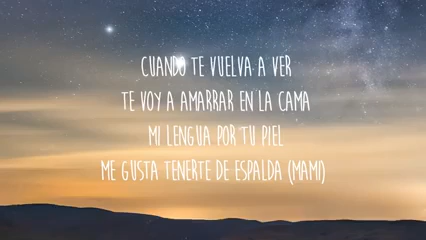 CUANDO TE VUELVA A VER
TE VOY A AMARRAR EN LA CAMA
MI LENGUA POR TU PIEL
ME GUSTA TENERTE DE ESPALDA (MAMI)